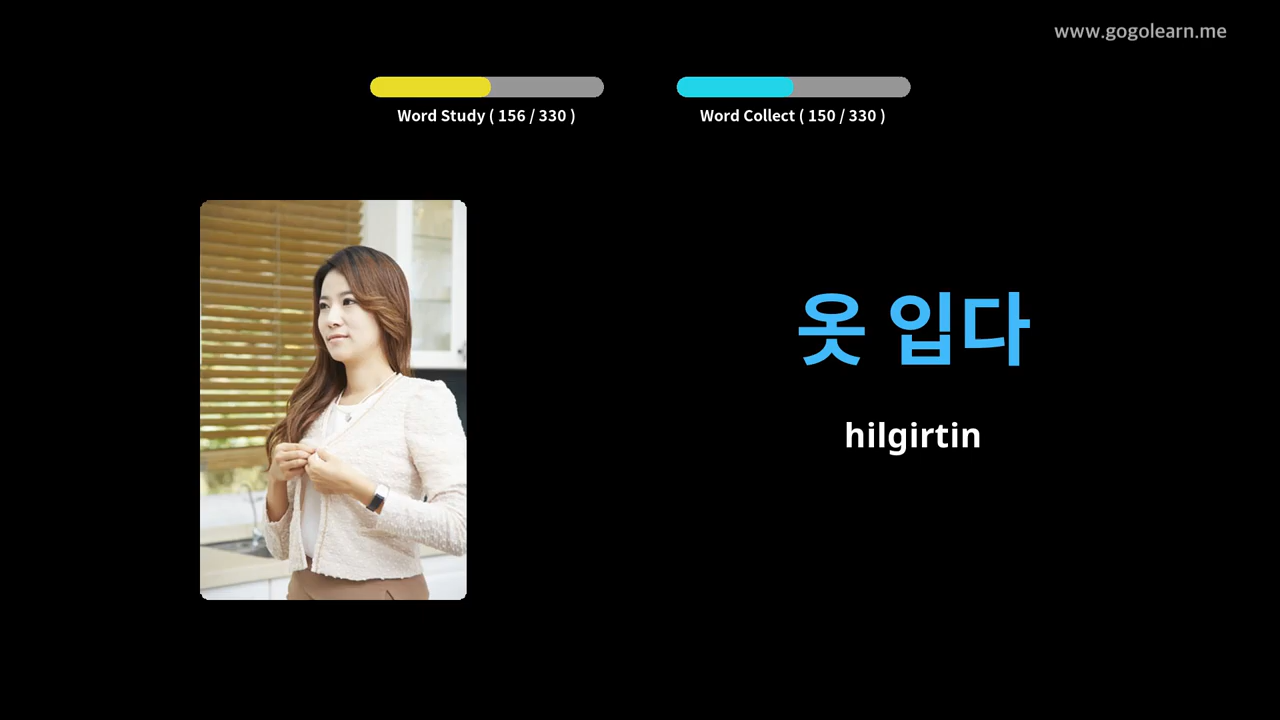 www.gogolearn.me
Word Study ( 156 / 330 )
Word Collect ( 150 / 330 )
옷 입다
hilgirtin